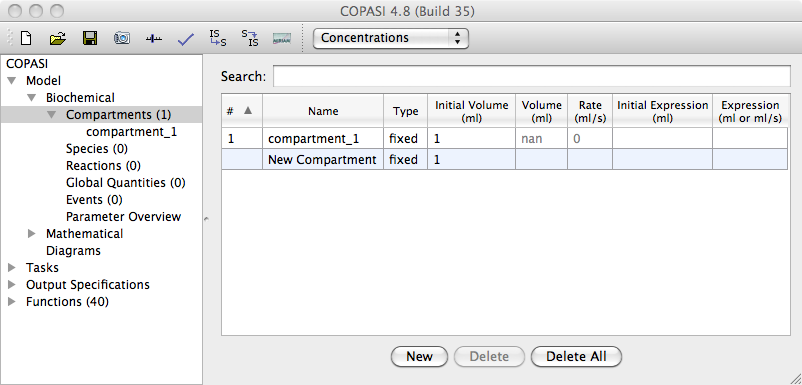 COPASI 4.8 (Build 35)
IS S
S IS
Concentrations
COPASI
Model
Biochemical
Compartments (1)
compartment_1
Species (0)
Reactions (0)
Global Quantities (0)
Events (0)
Parameter Overview
Mathematical
Diagrams
Tasks
Output Specifications
Functions (40)
Search:
# Name Type Initial Volume (ml) Volume (ml) Rate (ml/s) Initial Expression (ml) Expression (ml or ml/s)
1 compartment_1 fixed 1 nan 0
New Compartment fixed 1
New Delete Delete All